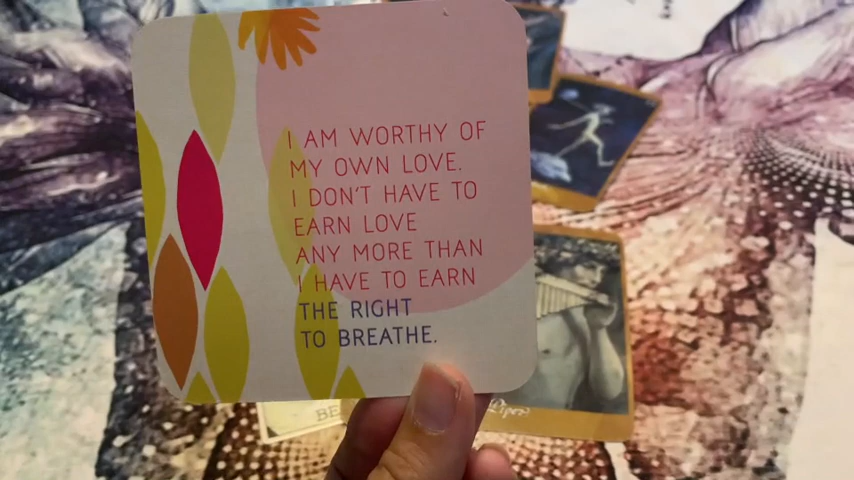 I AM WORTHY OF
MY OWN LOVE.
I DON'T HAVE TO
EARN LOVE
ANY MORE THAN
I HAVE TO EARN
THE RIGHT
TO BREATHE.
BE